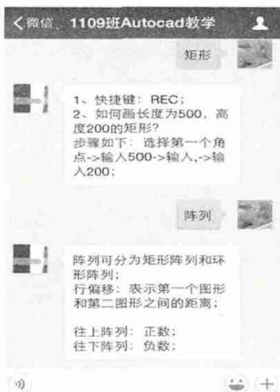 微信 1109班Autocad教学
矩形
1、快捷键：REC；
2、如何画长度为500，高
度200的矩形？
步骤如下：选择第一个角
点->输入500->输入,->输
入200；
阵列
阵列可分为矩形阵列和环
形阵列；
行偏移：表示第一个图形
和第二图形之间的距离；
往上阵列：正数；
往下阵列：负数；